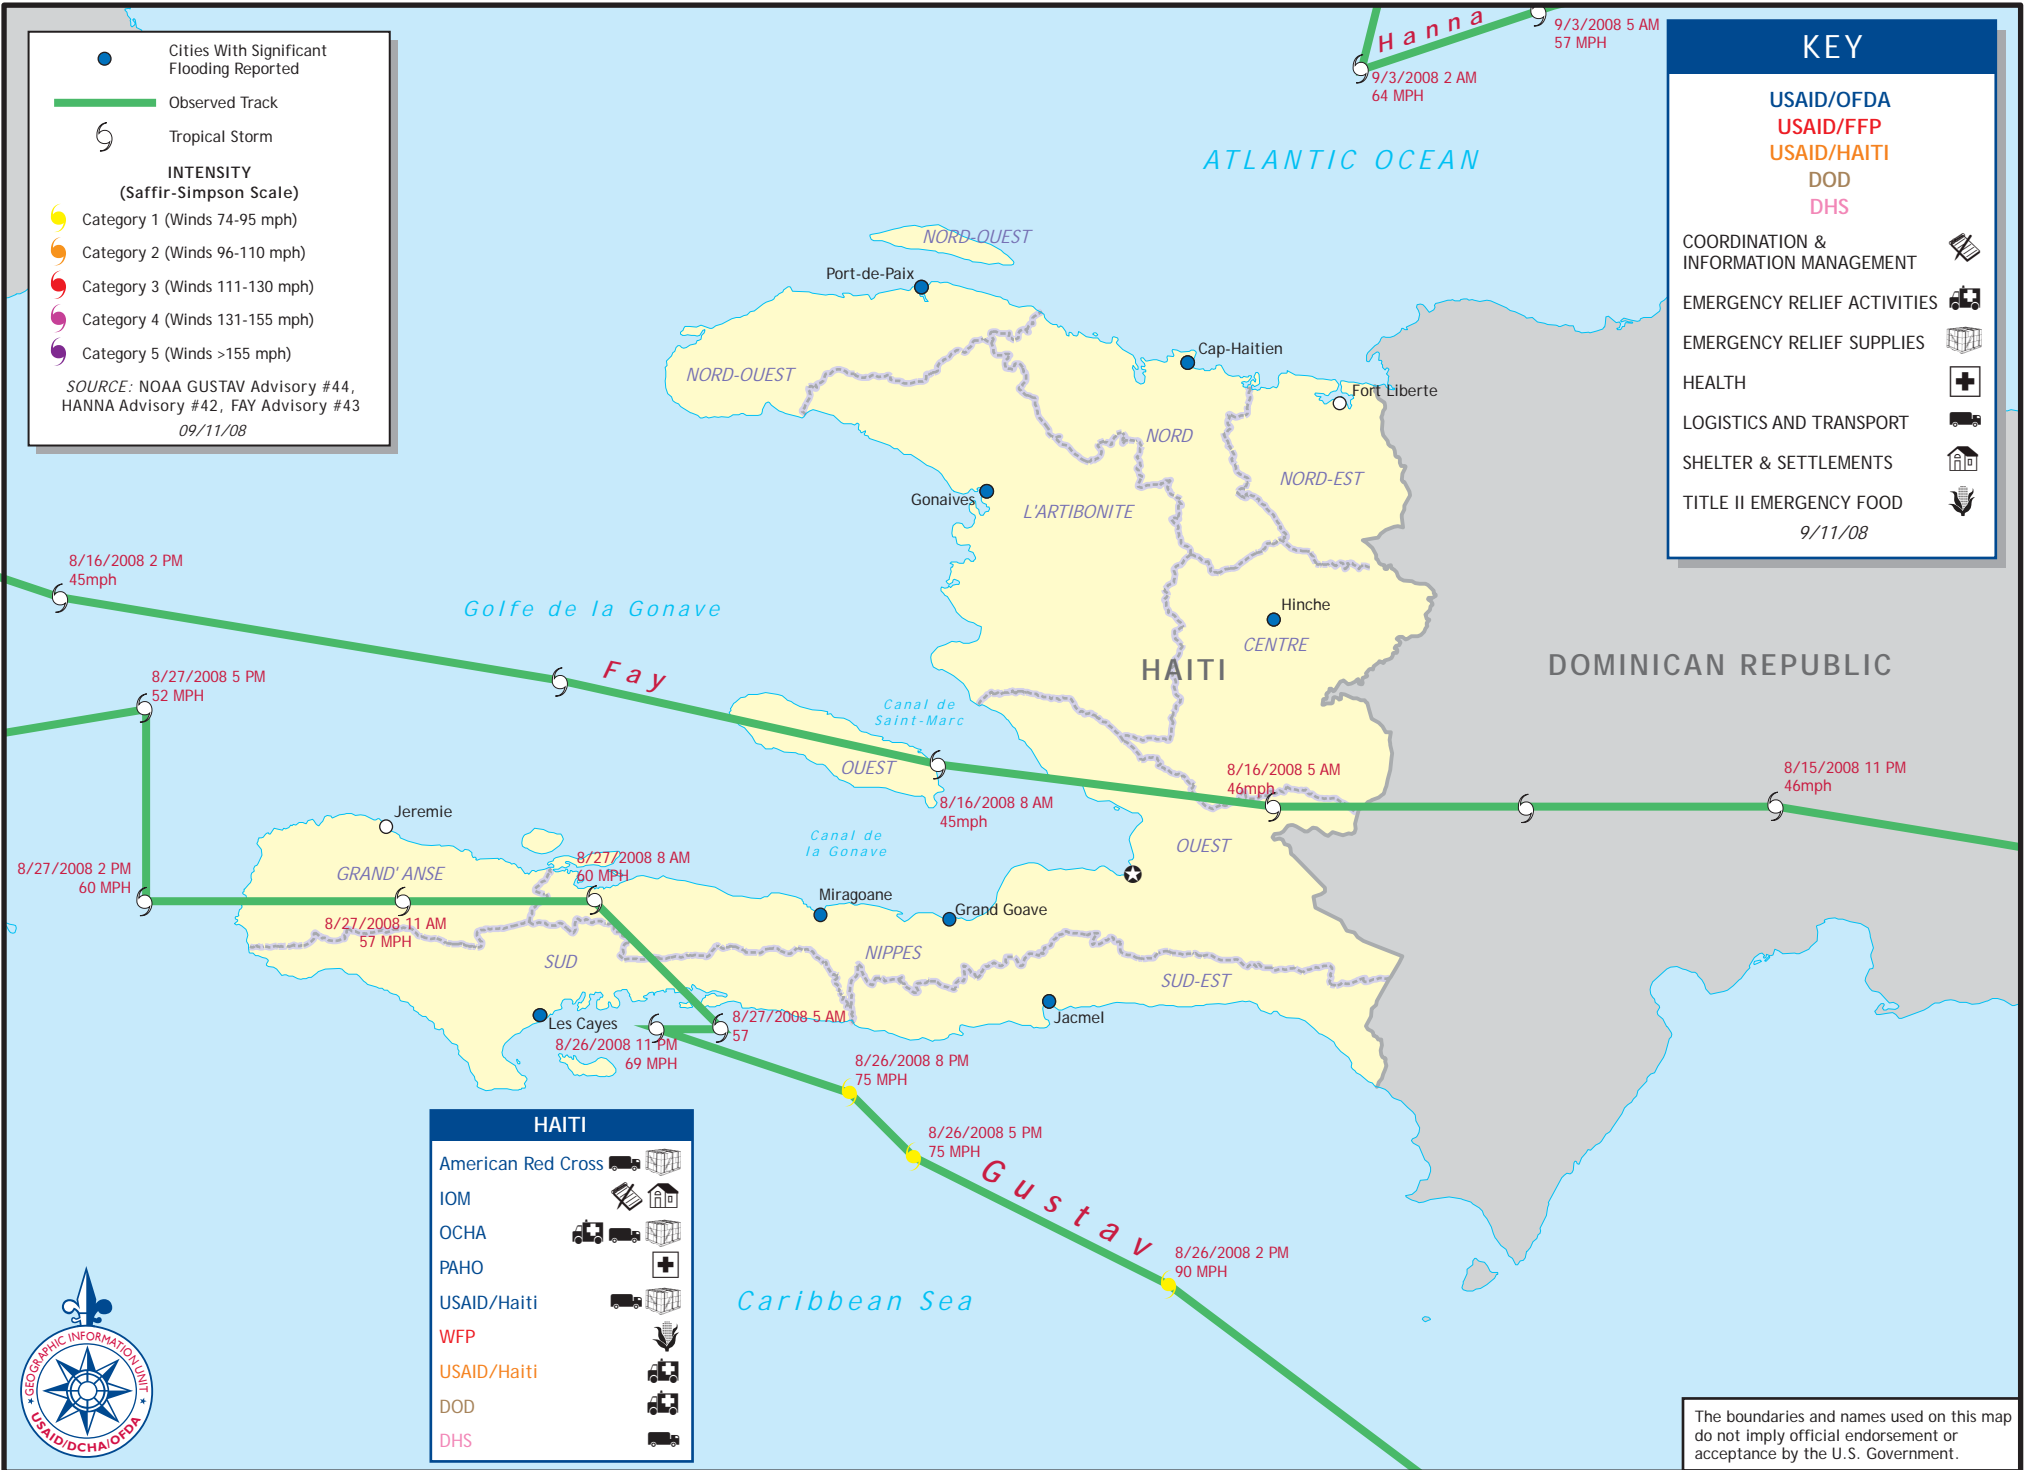 Cities With Significant
Flooding Reported
Observed Track
Tropical Storm
INTENSITY
(Saffir-Simpson Scale)
Category 1 (Winds 74-95 mph)
Category 2 (Winds 96-110 mph)
Category 3 (Winds 111-130 mph)
Category 4 (Winds 131-155 mph)
Category 5 (Winds >155 mph)
SOURCE: NOAA GUSTAV Advisory #44,
HANNA Advisory #42, FAY Advisory #43
09/11/08
Hanna
9/3/2008 5 AM
57 MPH
9/3/2008 2 AM
64 MPH
KEY
USAID/OFDA
USAID/FFP
USAID/HAITI
DOD
DHS
COORDINATION &
INFORMATION MANAGEMENT
EMERGENCY RELIEF ACTIVITIES
EMERGENCY RELIEF SUPPLIES
HEALTH
LOGISTICS AND TRANSPORT
SHELTER & SETTLEMENTS
TITLE II EMERGENCY FOOD
9/11/08
ATLANTIC OCEAN
NORD-OUEST
Port-de-Paix
Cap-Haitien
NORD-OUEST
Fort Liberte
NORD
NORD-EST
Gonaives
L'ARTIBONITE
8/16/2008 2 PM
45mph
Golfe de la Gonave
Hinche
CENTRE
HAITI
DOMINICAN REPUBLIC
Fay
8/27/2008 5 PM
52 MPH
Canal de
Saint-Marc
OUEST
8/16/2008 5 AM
46mph
8/15/2008 11 PM
46mph
8/16/2008 8 AM
45mph
Jeremie
Canal de
la Gonave
OUEST
8/27/2008 2 PM
60 MPH
GRAND' ANSE
8/27/2008 8 AM
60 MPH
Miragoane
Grand Goave
8/27/2008 11 AM
57 MPH
SUD
NIPPES
SUD-EST
Les Cayes
8/27/2008 5 AM
57
Jacmel
8/26/2008 11 PM
69 MPH
8/26/2008 8 PM
75 MPH
8/26/2008 5 PM
75 MPH
Gustav
8/26/2008 2 PM
90 MPH
Caribbean Sea
HAITI
American Red Cross
IOM
OCHA
PAHO
USAID/Haiti
WFP
USAID/Haiti
DOD
DHS
GEOGRAPHIC INFORMATION UNIT
USAID/DCHA/OFDA
The boundaries and names used on this map
do not imply official endorsement or
acceptance by the U.S. Government.